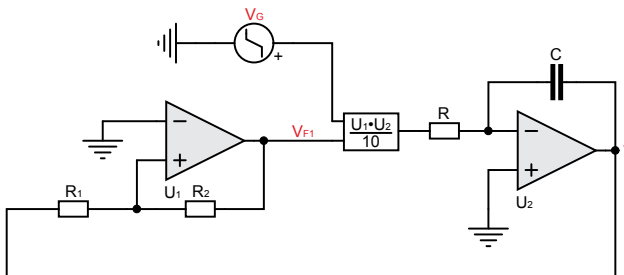 V_G
+
C
U₁•U₂
10
R
V_F1
−
+
U₁
R₁
R₂
−
+
U₂